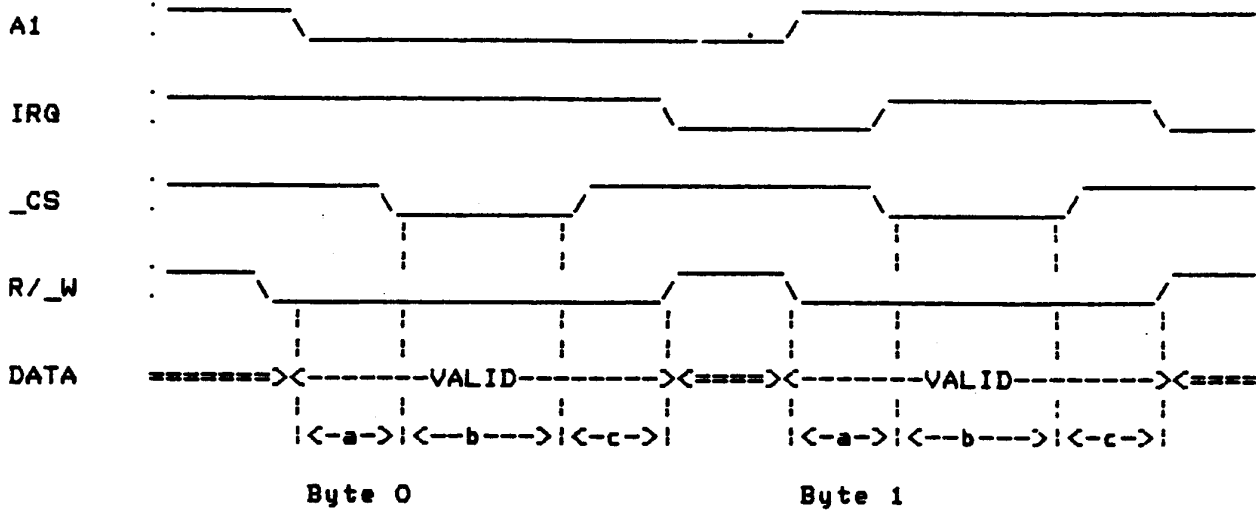 A1
IRQ
_CS
R/_W
DATA =======><-------VALID-------><====><-------VALID-------><====
|<-a->|<--b--->|<-c->| |<-a->|<--b--->|<-c->|
Byte 0 Byte 1